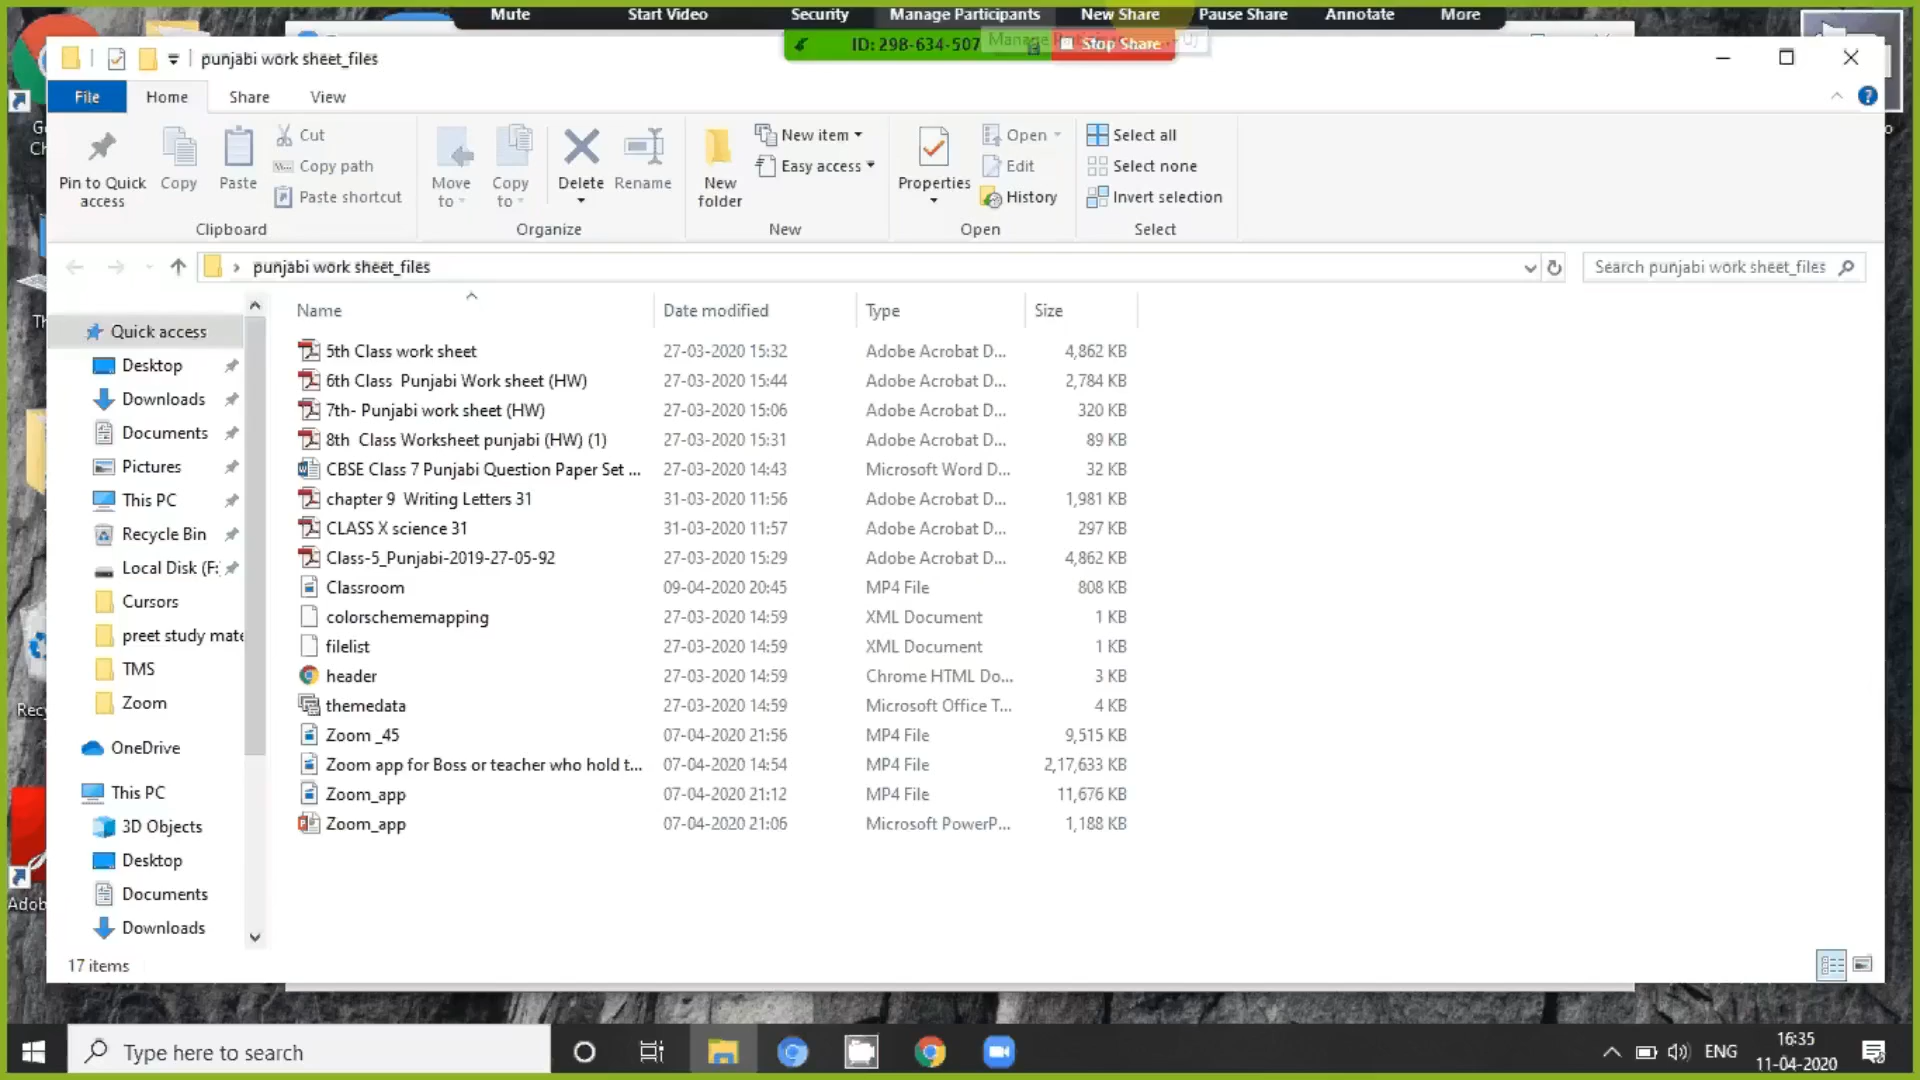 Mute Start Video Security Manage Participants New Share Pause Share Annotate More
ID: 298-634-507 Stop Share
punjabi work sheet_files
File Home Share View
Pin to Quick access
Copy
Paste
Cut
Copy path
Paste shortcut
Clipboard
Move to
Copy to
Delete
Rename
Organize
New folder
New item
Easy access
New
Properties
Open
Edit
History
Open
Select all
Select none
Invert selection
Select
punjabi work sheet_files
Search punjabi work sheet_files
Name Date modified Type Size
5th Class work sheet 27-03-2020 15:32 Adobe Acrobat D... 4,862 KB
6th Class  Punjabi Work sheet (HW) 27-03-2020 15:44 Adobe Acrobat D... 2,784 KB
7th- Punjabi work sheet (HW) 27-03-2020 15:06 Adobe Acrobat D... 320 KB
8th  Class Worksheet punjabi (HW) (1) 27-03-2020 15:31 Adobe Acrobat D... 89 KB
CBSE Class 7 Punjabi Question Paper Set ... 27-03-2020 14:43 Microsoft Word D... 32 KB
chapter 9  Writing Letters 31 31-03-2020 11:56 Adobe Acrobat D... 1,981 KB
CLASS X science 31 31-03-2020 11:57 Adobe Acrobat D... 297 KB
Class-5_Punjabi-2019-27-05-92 27-03-2020 15:29 Adobe Acrobat D... 4,862 KB
Classroom 09-04-2020 20:45 MP4 File 808 KB
colorschememapping 27-03-2020 14:59 XML Document 1 KB
filelist 27-03-2020 14:59 XML Document 1 KB
header 27-03-2020 14:59 Chrome HTML Do... 3 KB
themedata 27-03-2020 14:59 Microsoft Office T... 4 KB
Zoom _45 07-04-2020 21:56 MP4 File 9,515 KB
Zoom app for Boss or teacher who hold t... 07-04-2020 14:54 MP4 File 2,17,633 KB
Zoom_app 07-04-2020 21:12 MP4 File 11,676 KB
Zoom_app 07-04-2020 21:06 Microsoft PowerP... 1,188 KB
Quick access
Desktop
Downloads
Documents
Pictures
This PC
Recycle Bin
Local Disk (F:
Cursors
preet study mate
TMS
Zoom
OneDrive
This PC
3D Objects
Desktop
Documents
Downloads
17 items
Type here to search
ENG
16:35
11-04-2020